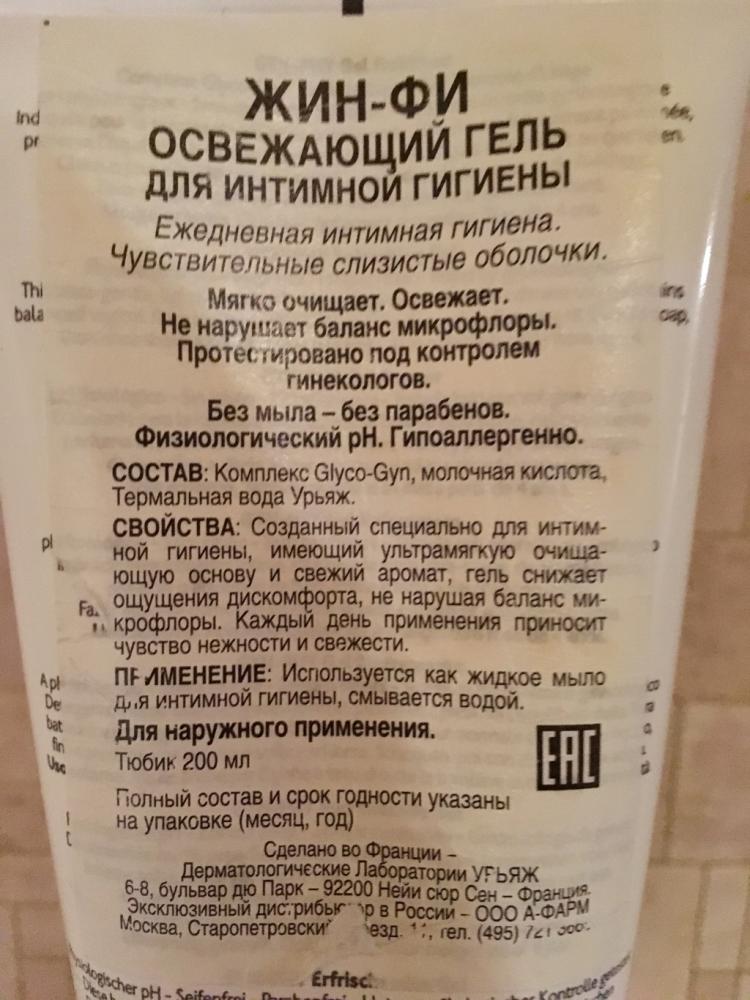 ЖИН-ФИ
ОСВЕЖАЮЩИЙ ГЕЛЬ
ДЛЯ ИНТИМНОЙ ГИГИЕНЫ
Ежедневная интимная гигиена.
Чувствительные слизистые оболочки.
Мягко очищает. Освежает.
Не нарушает баланс микрофлоры.
Протестировано под контролем
гинекологов.
Без мыла – без парабенов.
Физиологический pH. Гипоаллергенно.
СОСТАВ: Комплекс Glyco-Gyn, молочная кислота,
Термальная вода Урьяж.
СВОЙСТВА: Созданный специально для интим-
ной гигиены, имеющий ультрамягкую очища-
ющую основу и свежий аромат, гель снижает
ощущения дискомфорта, не нарушая баланс ми-
крофлоры. Каждый день применения приносит
чувство нежности и свежести.
ПРИМЕНЕНИЕ: Используется как жидкое мыло
для интимной гигиены, смывается водой.
Для наружного применения.
Тюбик 200 мл
EAC
Полный состав и срок годности указаны
на упаковке (месяц, год)
Сделано во Франции –
Дерматологические Лаборатории УРЬЯЖ
6-8, бульвар дю Парк – 92200 Нейи сюр Сен – Франция.
Эксклюзивный дистрибьютор в России – ООО А-ФАРМ
Москва, Старопетровский тел. (495)
pH - Seifenfrei
Kontrolle